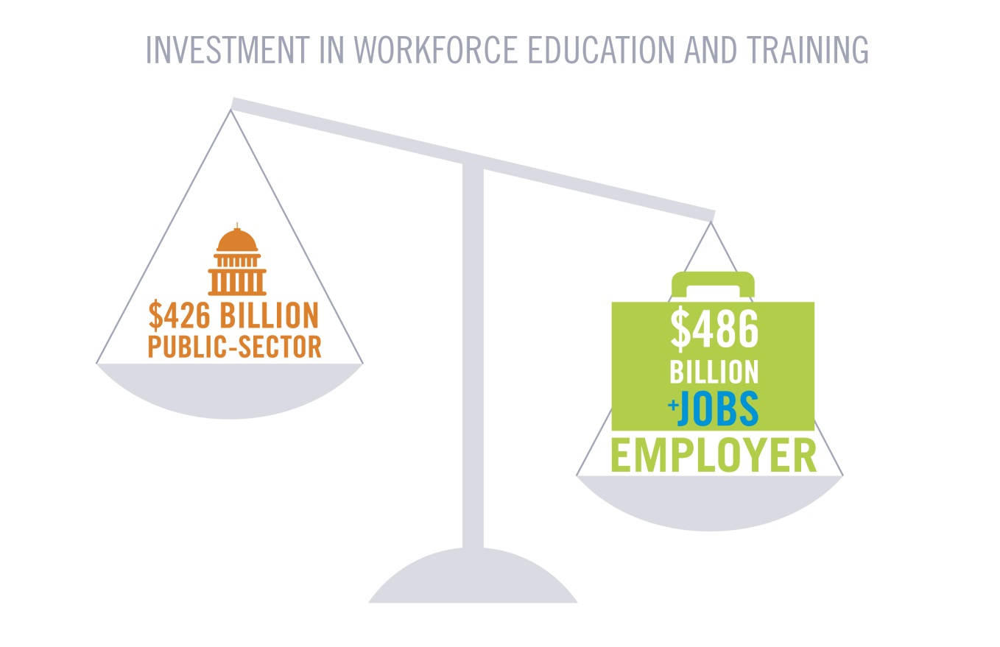 INVESTMENT IN WORKFORCE EDUCATION AND TRAINING
$426 BILLION
PUBLIC-SECTOR
$486
BILLION
+JOBS
EMPLOYER